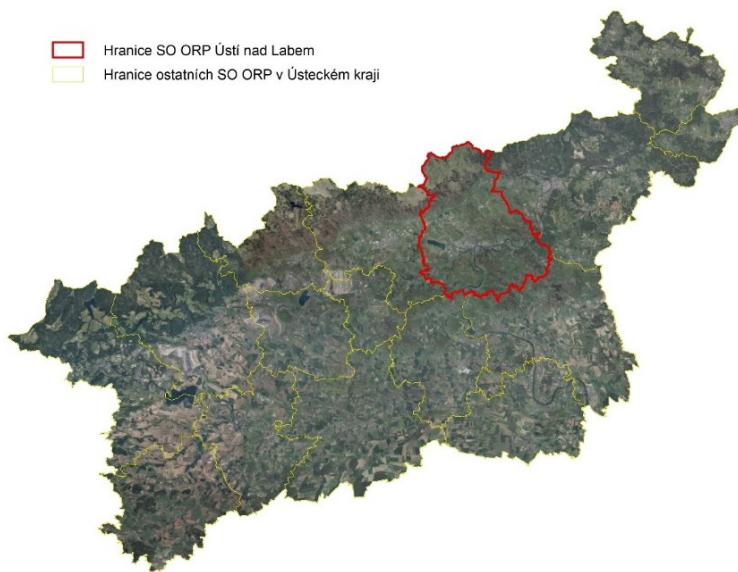 Hranice SO ORP Ústí nad Labem
Hranice ostatních SO ORP v Ústeckém kraji